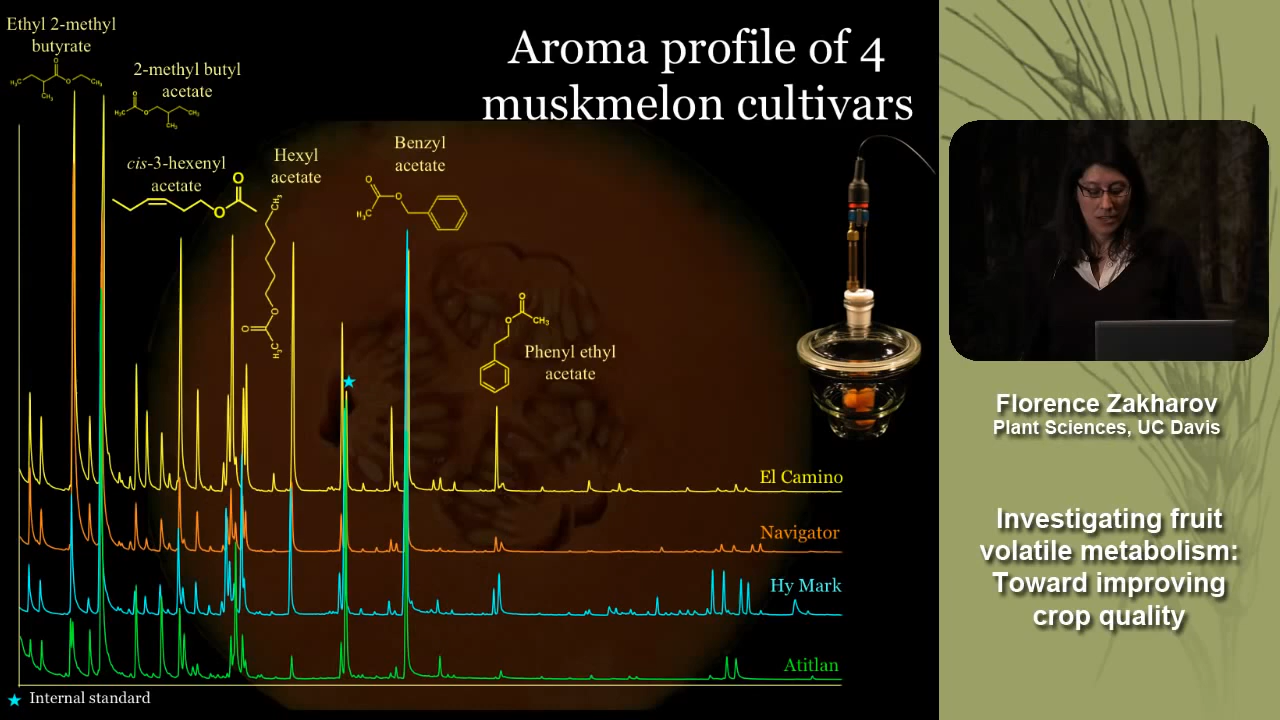 Aroma profile of 4
muskmelon cultivars
Ethyl 2-methyl
butyrate
2-methyl butyl
acetate
cis-3-hexenyl
acetate
Hexyl
acetate
Benzyl
acetate
Phenyl ethyl
acetate
El Camino
Navigator
Hy Mark
Atitlan
Internal standard
Florence Zakharov
Plant Sciences, UC Davis
Investigating fruit
volatile metabolism:
Toward improving
crop quality